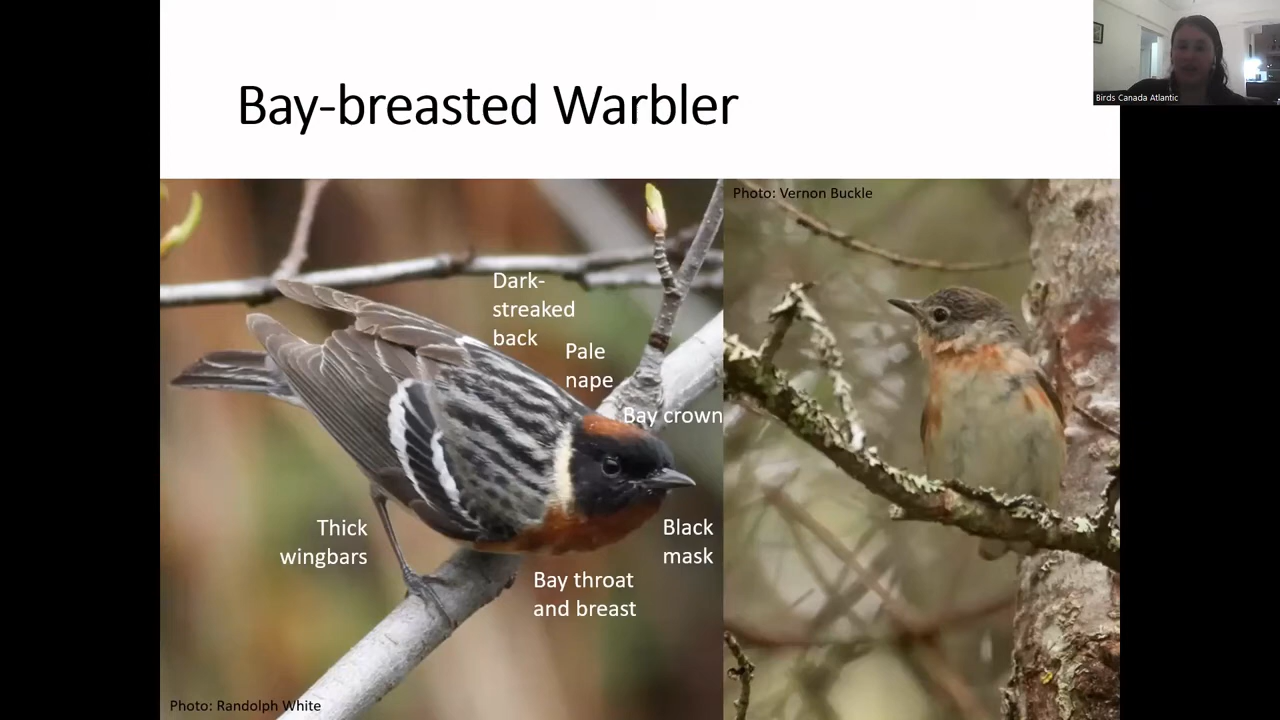 Bay-breasted Warbler
Birds Canada Atlantic
Photo: Vernon Buckle
Dark-
streaked
back
Pale
nape
Bay crown
Thick
wingbars
Black
mask
Bay throat
and breast
Photo: Randolph White